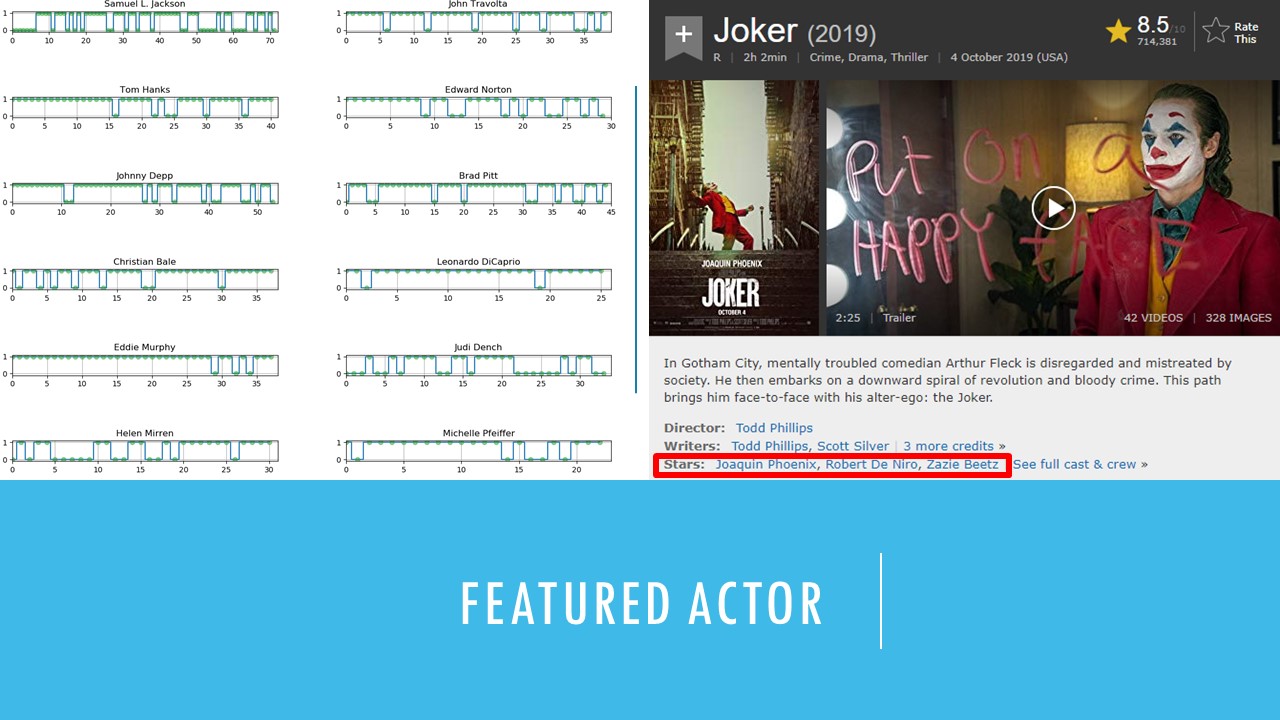 Samuel L. Jackson
1
0
0 10 20 30 40 50 60 70
John Travolta
1
0
0 5 10 15 20 25 30 35
Tom Hanks
1
0
0 5 10 15 20 25 30 35 40
Edward Norton
1
0
0 5 10 15 20 25 30
Johnny Depp
1
0
0 10 20 30 40 50
Brad Pitt
1
0
0 5 10 15 20 25 30 35 40 45
Christian Bale
1
0
0 5 10 15 20 25 30 35
Leonardo DiCaprio
1
0
0 5 10 15 20 25
Eddie Murphy
1
0
0 5 10 15 20 25 30 35
Judi Dench
1
0
0 5 10 15 20 25 30
Helen Mirren
1
0
0 5 10 15 20 25 30
Michelle Pfeiffer
1
0
0 5 10 15 20
+ Joker (2019)
R | 2h 2min | Crime, Drama, Thriller | 4 October 2019 (USA)
8.5/10
714,381
Rate
This
JOAQUIN PHOENIX
JOKER
OCTOBER 4
PUT ON a
HAPPY FACE
2:25 | Trailer
42 VIDEOS | 328 IMAGES
In Gotham City, mentally troubled comedian Arthur Fleck is disregarded and mistreated by
society. He then embarks on a downward spiral of revolution and bloody crime. This path
brings him face-to-face with his alter-ego: the Joker.
Director: Todd Phillips
Writers: Todd Phillips, Scott Silver | 3 more credits »
Stars: Joaquin Phoenix, Robert De Niro, Zazie Beetz See full cast & crew »
FEATURED ACTOR